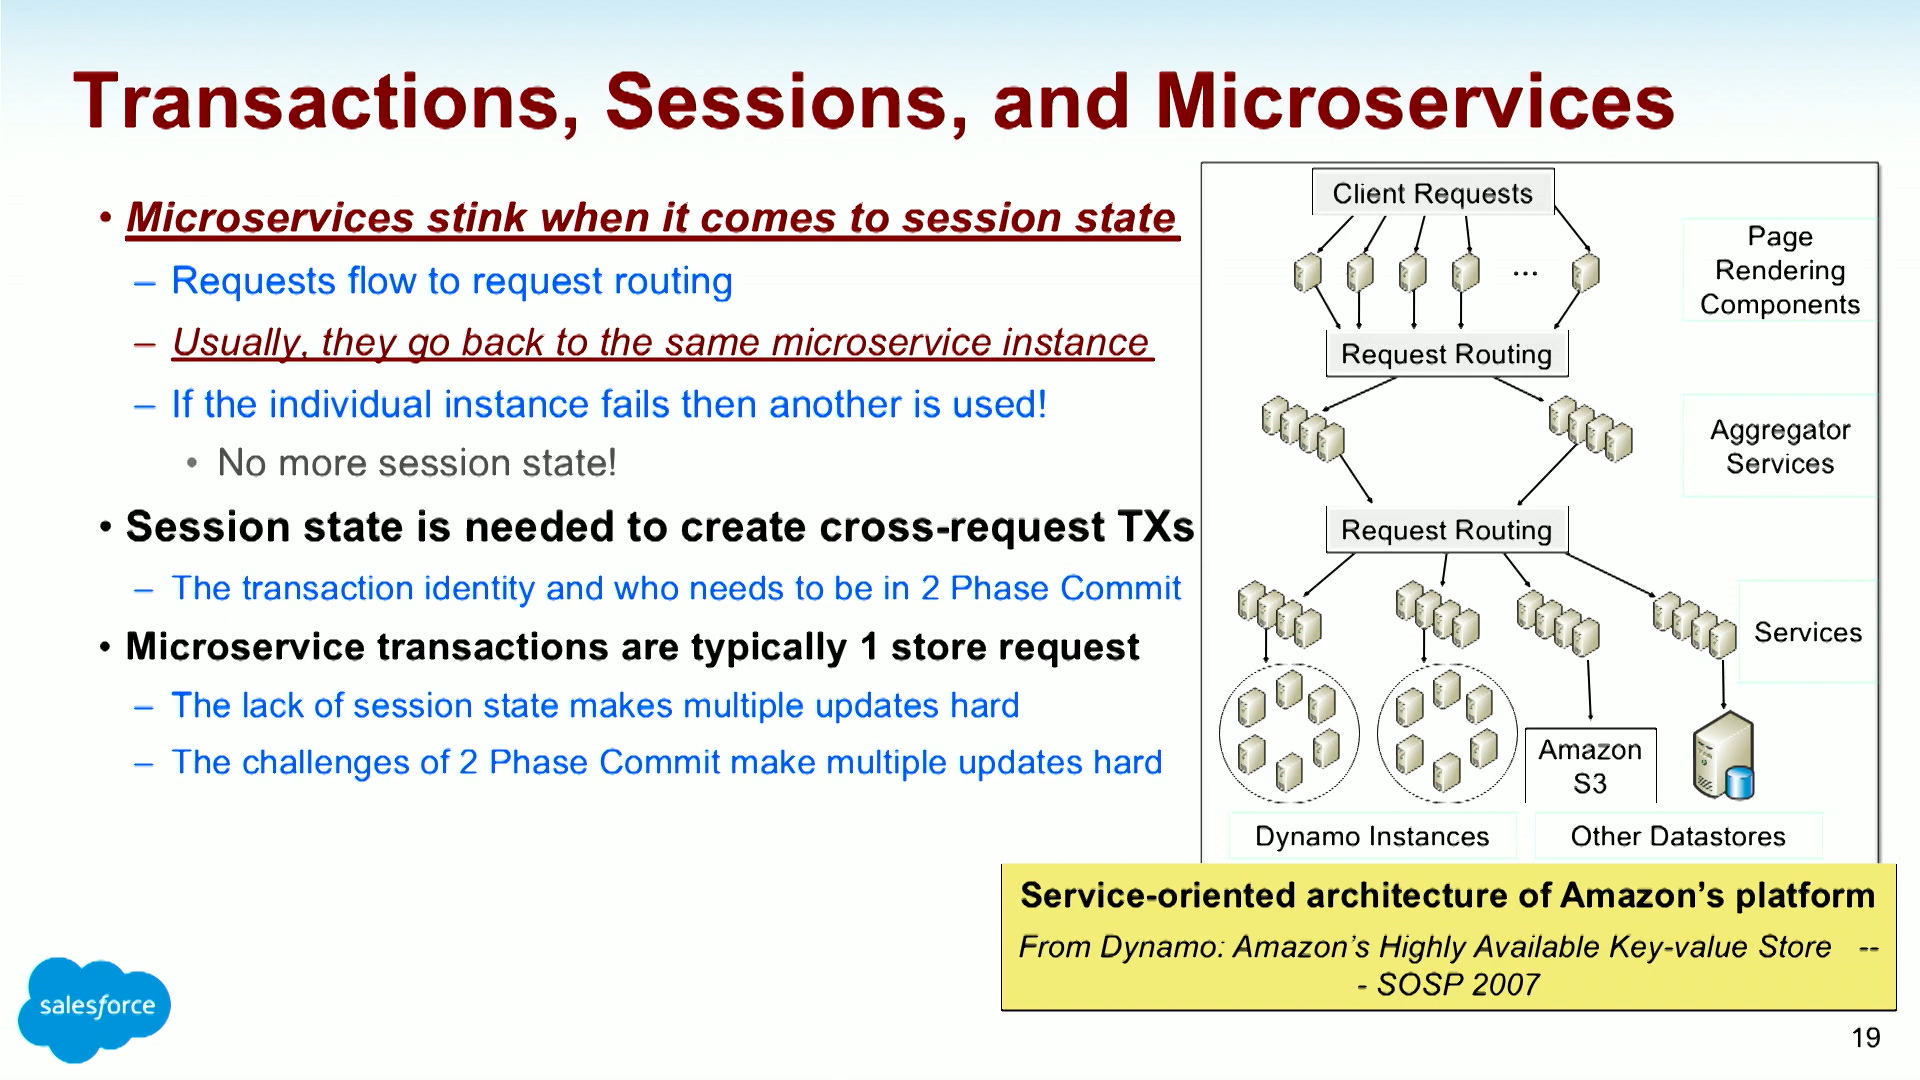 Transactions, Sessions, and Microservices
• Microservices stink when it comes to session state
– Requests flow to request routing
– Usually, they go back to the same microservice instance
– If the individual instance fails then another is used!
• No more session state!
• Session state is needed to create cross-request TXs
– The transaction identity and who needs to be in 2 Phase Commit
• Microservice transactions are typically 1 store request
– The lack of session state makes multiple updates hard
– The challenges of 2 Phase Commit make multiple updates hard
Client Requests
Page
Rendering
Components
...
Request Routing
Aggregator
Services
Request Routing
Services
Amazon
S3
Dynamo Instances
Other Datastores
Service-oriented architecture of Amazon’s platform
From Dynamo: Amazon’s Highly Available Key-value Store --
- SOSP 2007
salesforce
19